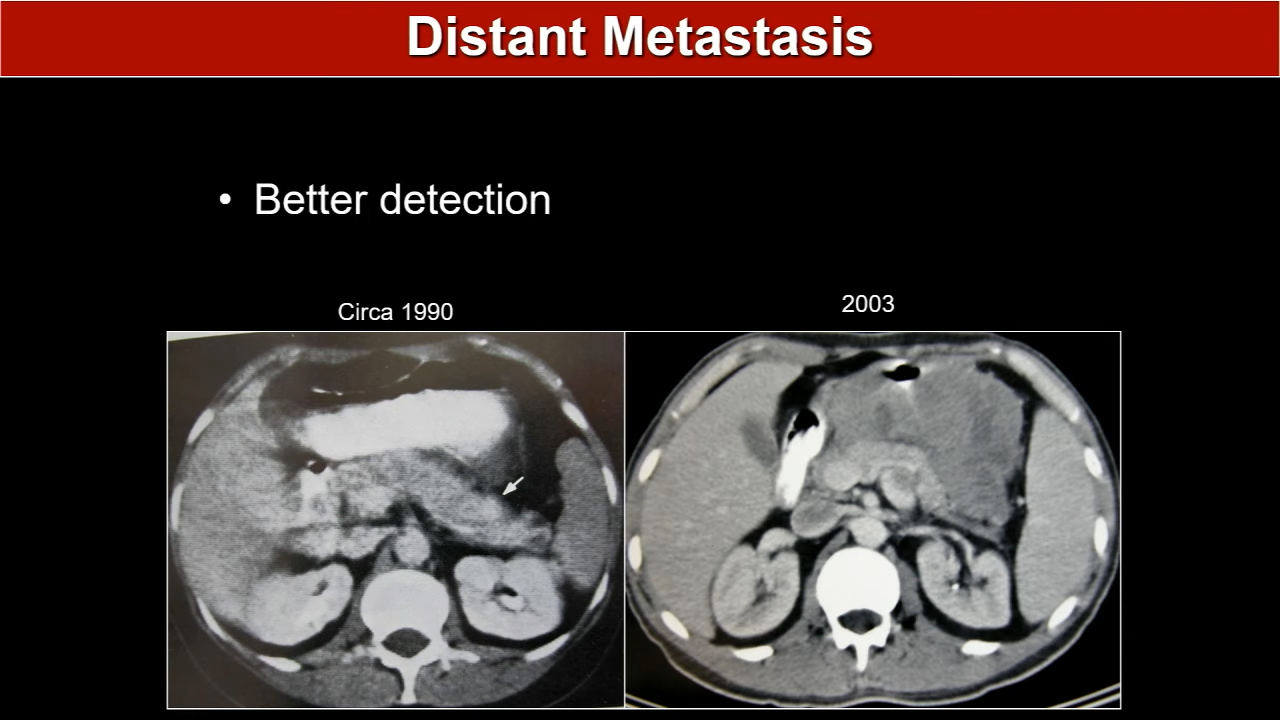 Distant Metastasis
• Better detection
Circa 1990
2003